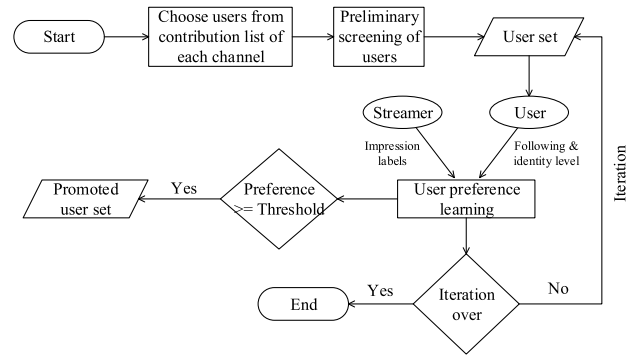 Start
Choose users from
contribution list of
each channel
Preliminary
screening of
users
User set
Streamer
User
Impression
labels
Following &
identity level
Iteration
Promoted
user set
Yes
Preference
>= Threshold
User preference
learning
End
Yes
Iteration
over
No